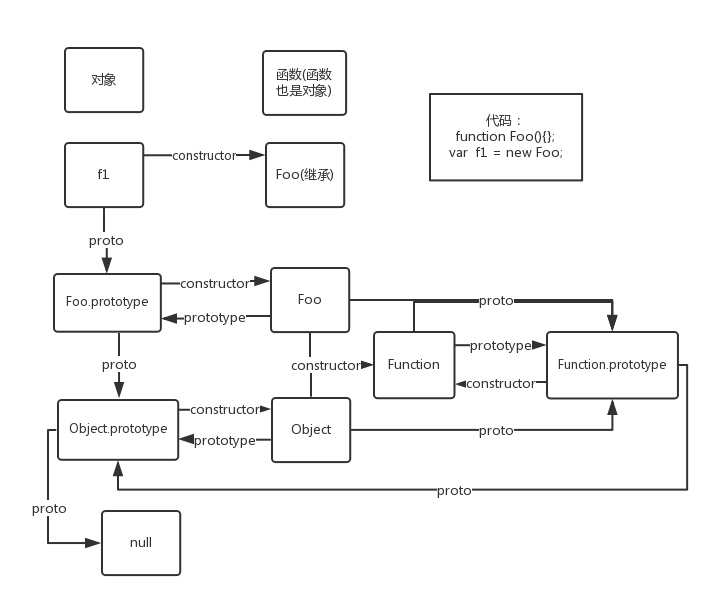 对象
函数(函数
也是对象)
代码：
function Foo(){};
var f1 = new Foo;
f1
constructor
Foo(继承)
proto
Foo.prototype
constructor
prototype
Foo
proto
proto
constructor
Function
prototype
constructor
Function.prototype
Object.prototype
constructor
prototype
Object
proto
proto
proto
null